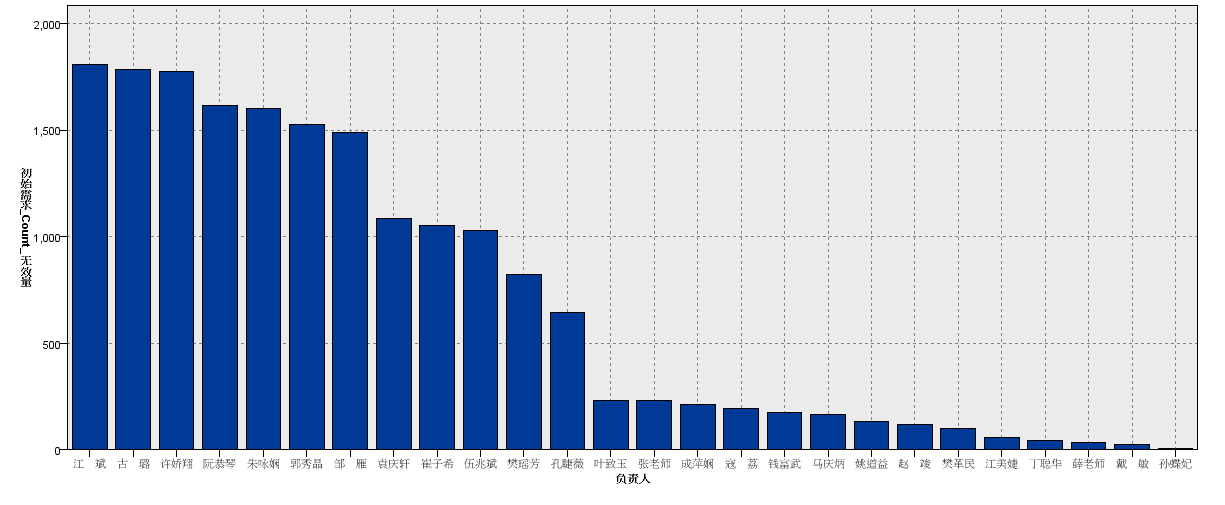 2,000
1,500
1,000
500
0
初始需求_Count_无效量
江 斌
古 璐
许娇翔
阮恭琴
朱咏娴
郭秀晶
邹 雁
袁庆轩
崔子希
伍兆斌
樊瑶芳
孔睫薇
叶致玉
张老师
成萍娴
寇 荔
钱富武
马庆炳
姚道益
赵 竣
樊革民
江美婕
丁聪华
薛老师
戴 敏
孙蝶妃
负责人